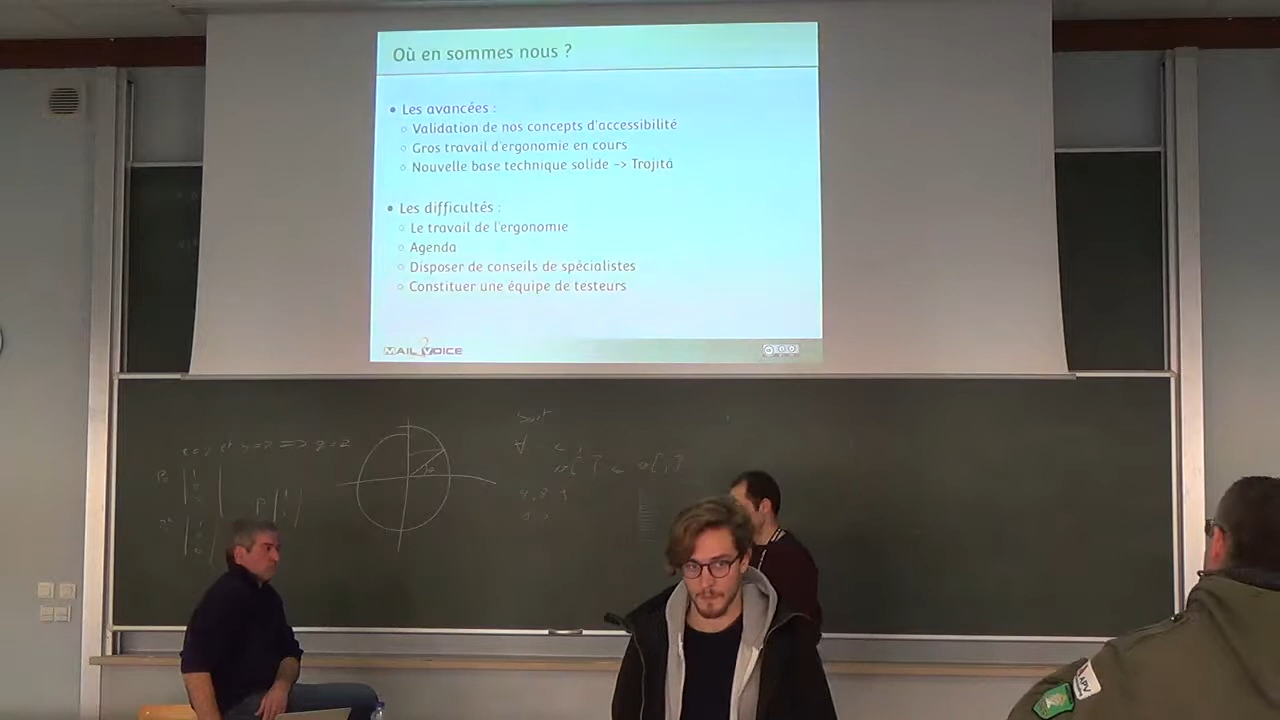 Où en sommes nous ?
● Les avancées :
○ Validation de nos concepts d'accessibilité
○ Gros travail d'ergonomie en cours
○ Nouvelle base technique solide -> Trojitá
● Les difficultés :
○ Le travail de l'ergonomie
○ Agenda
○ Disposer de conseils de spécialistes
○ Constituer une équipe de testeurs
MAIL VOICE
APV